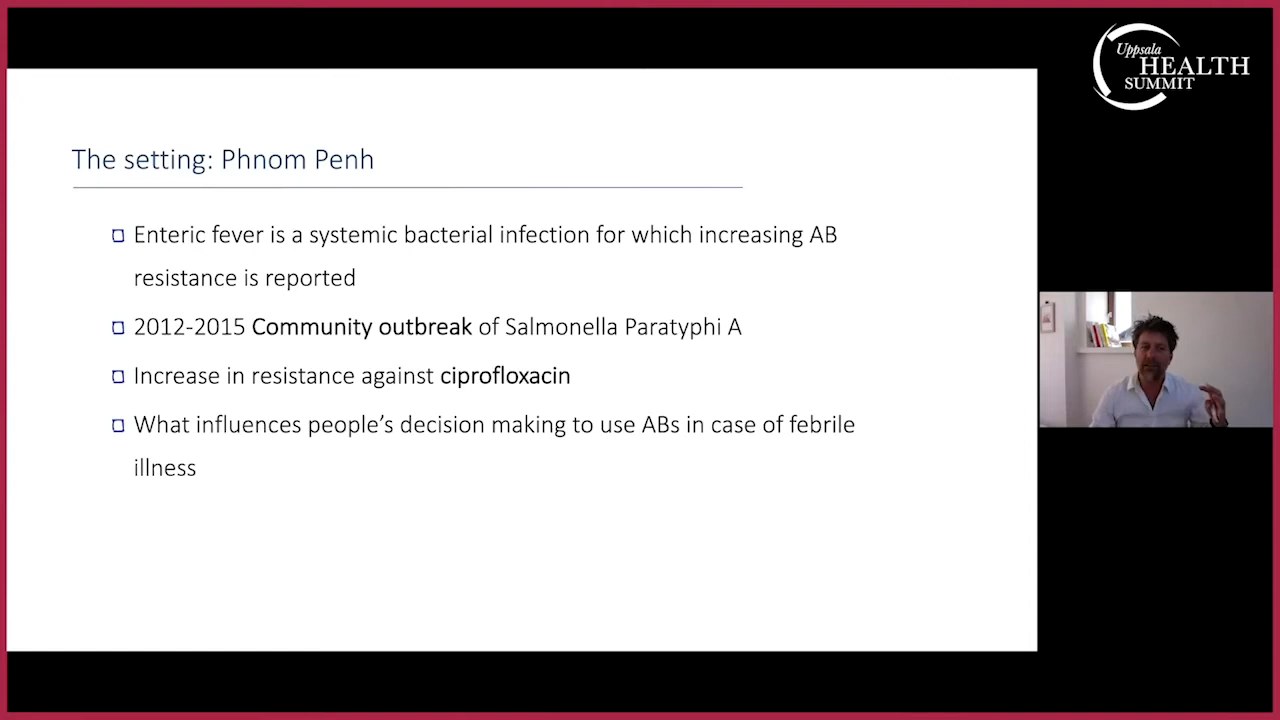 Uppsala
HEALTH
SUMMIT
The setting: Phnom Penh
Enteric fever is a systemic bacterial infection for which increasing AB
resistance is reported
2012-2015 Community outbreak of Salmonella Paratyphi A
Increase in resistance against ciprofloxacin
What influences people’s decision making to use ABs in case of febrile
illness